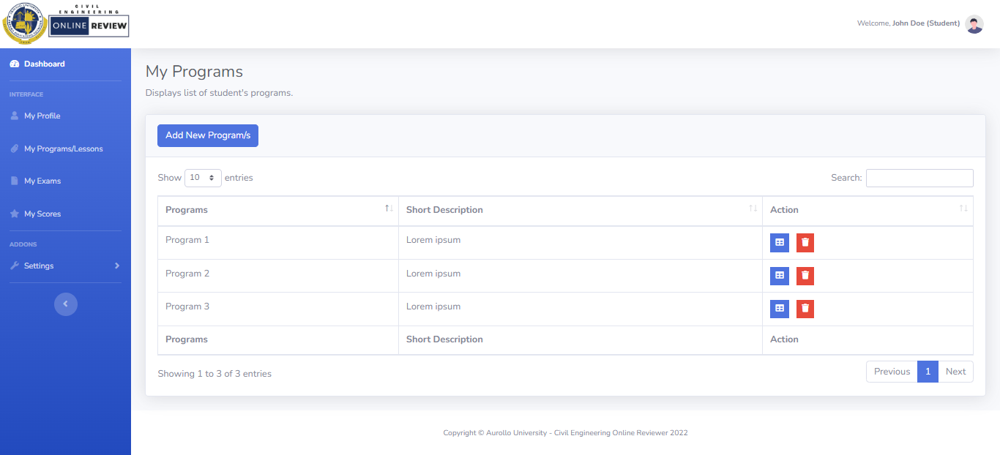 CIVIL
ENGINEERING
ONLINE REVIEW
Welcome, John Doe (Student)
Dashboard
INTERFACE
My Profile
My Programs/Lessons
My Exams
My Scores
ADDONS
Settings
My Programs
Displays list of student's programs.
Add New Program/s
Show 10 entries
Search:
Programs Short Description Action
Program 1 Lorem ipsum
Program 2 Lorem ipsum
Program 3 Lorem ipsum
Programs Short Description Action
Showing 1 to 3 of 3 entries
Previous 1 Next
Copyright © Aurollo University - Civil Engineering Online Reviewer 2022